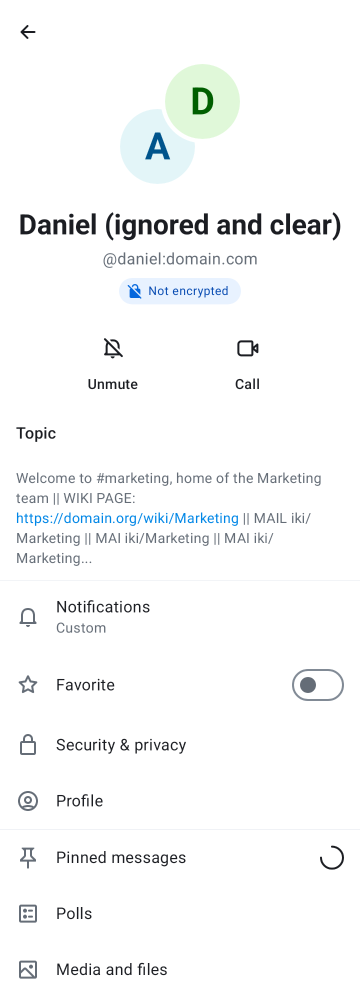 D
A
Daniel (ignored and clear)
@daniel:domain.com
Not encrypted
Unmute
Call
Topic
Welcome to #marketing, home of the Marketing
team || WIKI PAGE:
https://domain.org/wiki/Marketing || MAIL iki/
Marketing || MAI iki/Marketing || MAI iki/
Marketing...
Notifications
Custom
Favorite
Security & privacy
Profile
Pinned messages
Polls
Media and files